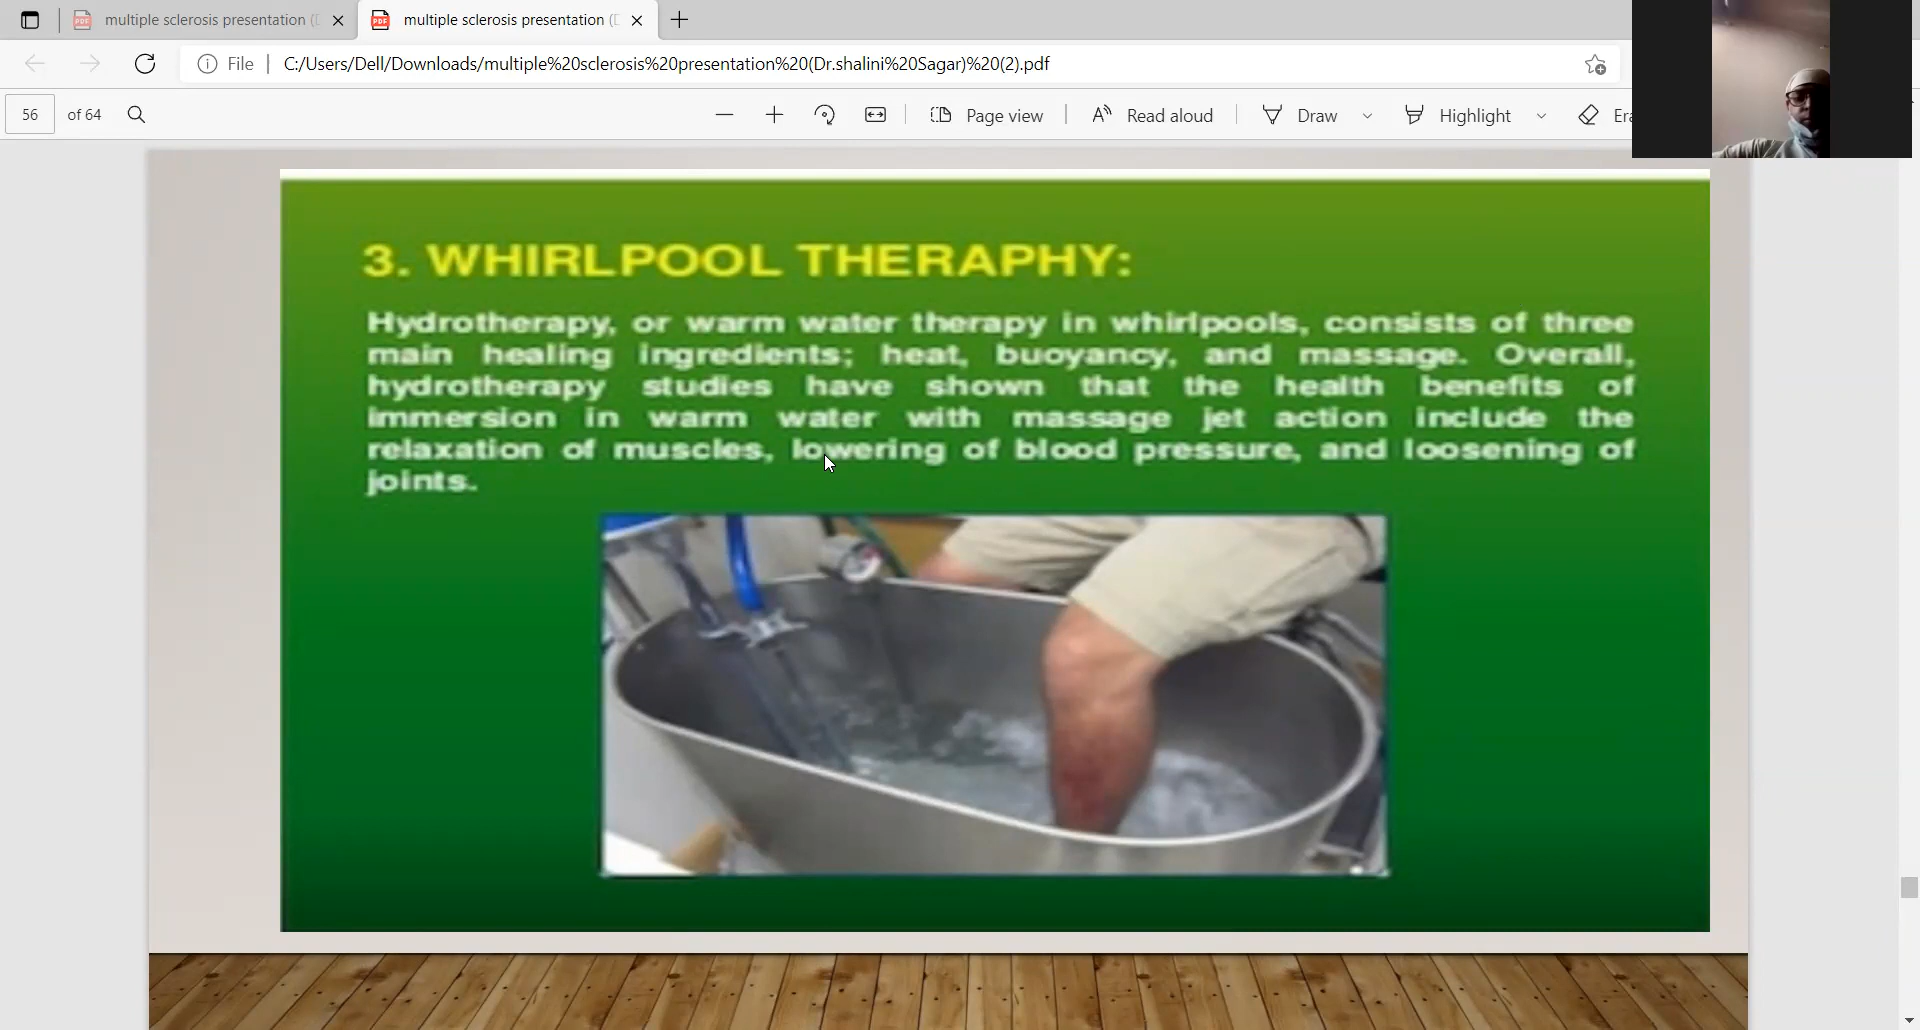 multiple sclerosis presentation (
multiple sclerosis presentation (
File
C:/Users/Dell/Downloads/multiple%20sclerosis%20presentation%20(Dr.shalini%20Sagar)%20(2).pdf
56 of 64
Page view
Read aloud
Draw
Highlight
3. WHIRLPOOL THERAPHY:
Hydrotherapy, or warm water therapy in whirlpools, consists of three
main healing ingredients; heat, buoyancy, and massage. Overall,
hydrotherapy studies have shown that the health benefits of
immersion in warm water with massage jet action include the
relaxation of muscles, lowering of blood pressure, and loosening of
joints.